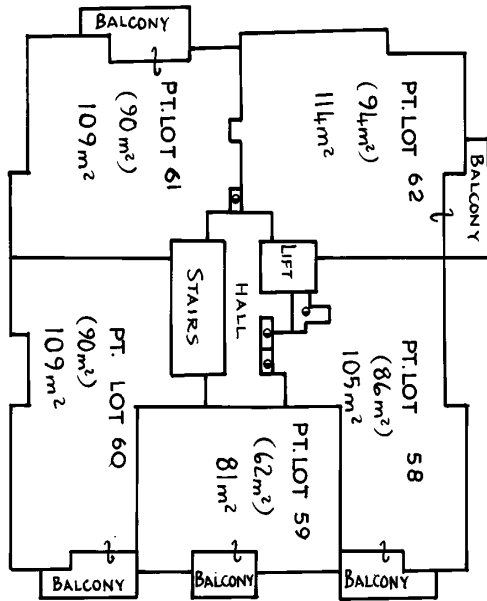 BALCONY
PT. LOT 61
(90m²)
109m²
PT. LOT 62
(94m²)
114m²
BALCONY
STAIRS
HALL
LIFT
PT. LOT 60
(90m²)
109m²
PT. LOT 59
(62m²)
81m²
PT. LOT 58
(86m²)
105m²
BALCONY
BALCONY
BALCONY